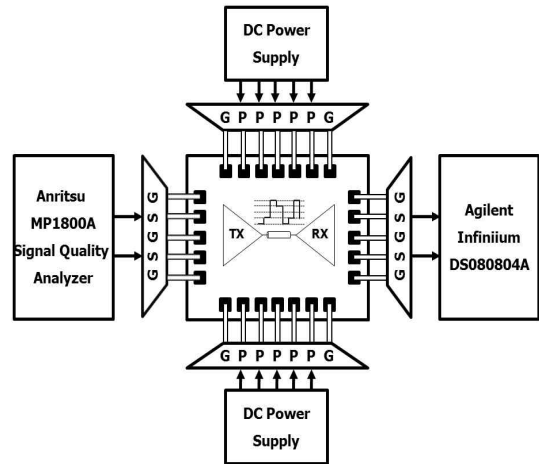 DC Power
Supply
G P P P P P G
Anritsu
MP1800A
Signal Quality
Analyzer
G S G S G
TX
RX
G S G S G
Agilent
Infiniium
DS080804A
G P P P P P G
DC Power
Supply